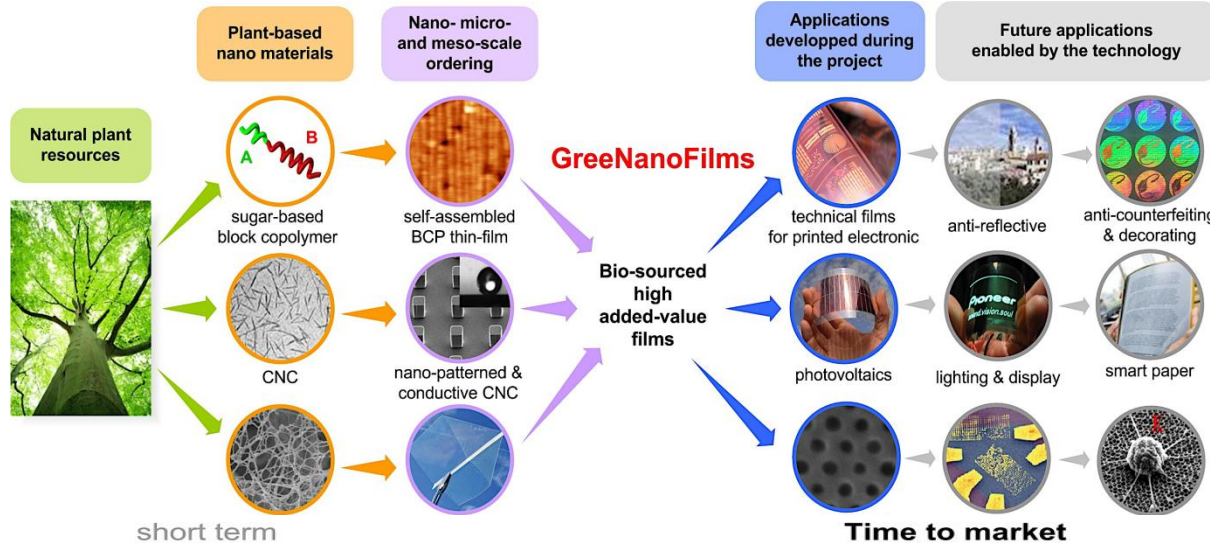 Natural plant
resources
Plant-based
nano materials
Nano- micro-
and meso-scale
ordering
Applications
developped during
the project
Future applications
enabled by the technology
A
B
sugar-based
block copolymer
self-assembled
BCP thin-film
GreeNanoFilms
technical films
for printed electronic
anti-reflective
anti-counterfeiting
& decorating
CNC
nano-patterned &
conductive CNC
Bio-sourced
high
added-value
films
photovoltaics
Pioneer
sound.vision.soul
lighting & display
smart paper
short term
Time to market